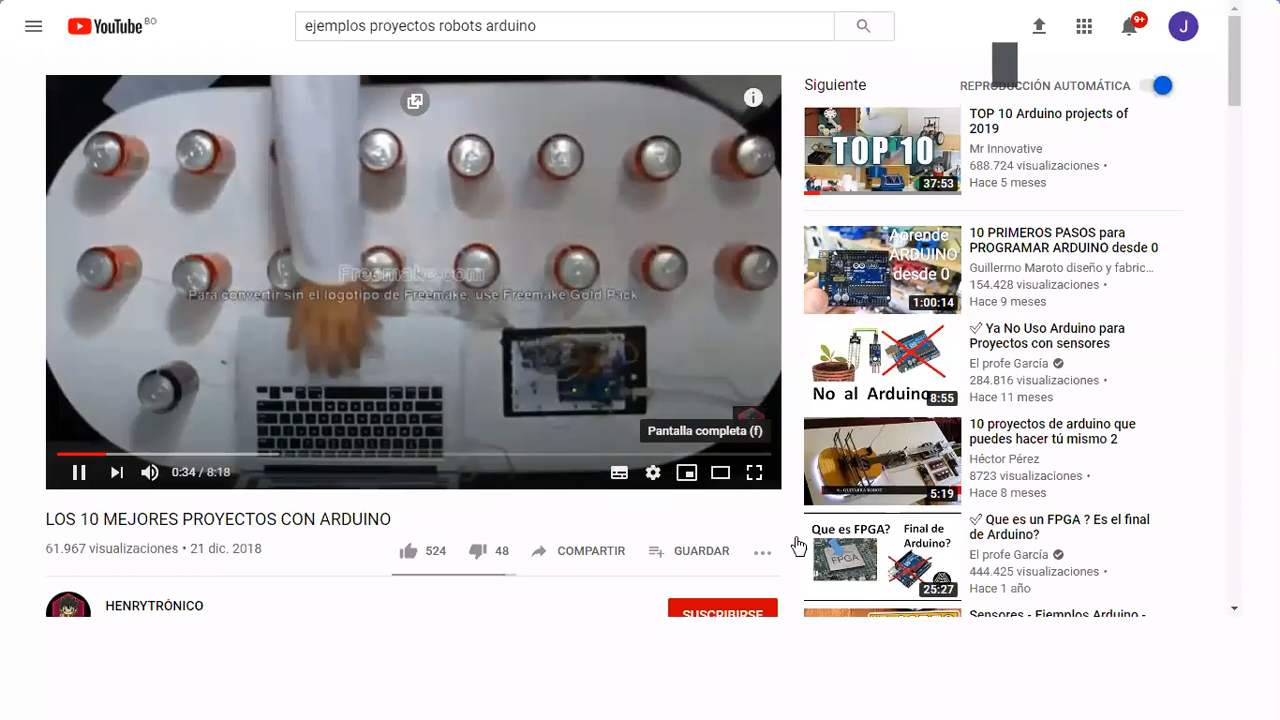 YouTube BO
ejemplos proyectos robots arduino
9+
J
Freemake.com
Para convertir sin el logotipo de Freemake, use Freemake Gold Pack
Pantalla completa (f)
0:34 / 8:18
LOS 10 MEJORES PROYECTOS CON ARDUINO
61.967 visualizaciones • 21 dic. 2018
524
48
COMPARTIR
GUARDAR
HENRYTRÓNICO
SUSCRIBIRSE
Siguiente
REPRODUCCIÓN AUTOMÁTICA
TOP 10
37:53
TOP 10 Arduino projects of
2019
Mr Innovative
688.724 visualizaciones •
Hace 5 meses
Aprende
ARDUINO
desde 0
1:00:14
10 PRIMEROS PASOS para
PROGRAMAR ARDUINO desde 0
Guillermo Maroto diseño y fabric...
154.428 visualizaciones •
Hace 9 meses
No al Arduino
8:55
✅ Ya No Uso Arduino para
Proyectos con sensores
El profe García
284.816 visualizaciones •
Hace 11 meses
5:19
10 proyectos de arduino que
puedes hacer tú mismo 2
Héctor Pérez
8723 visualizaciones •
Hace 8 meses
Que es FPGA?
Final de
Arduino?
FPGA
25:27
✅ Que es un FPGA ? Es el final
de Arduino?
El profe García
444.425 visualizaciones •
Hace 1 año
Sensores - Ejemplos Arduino -